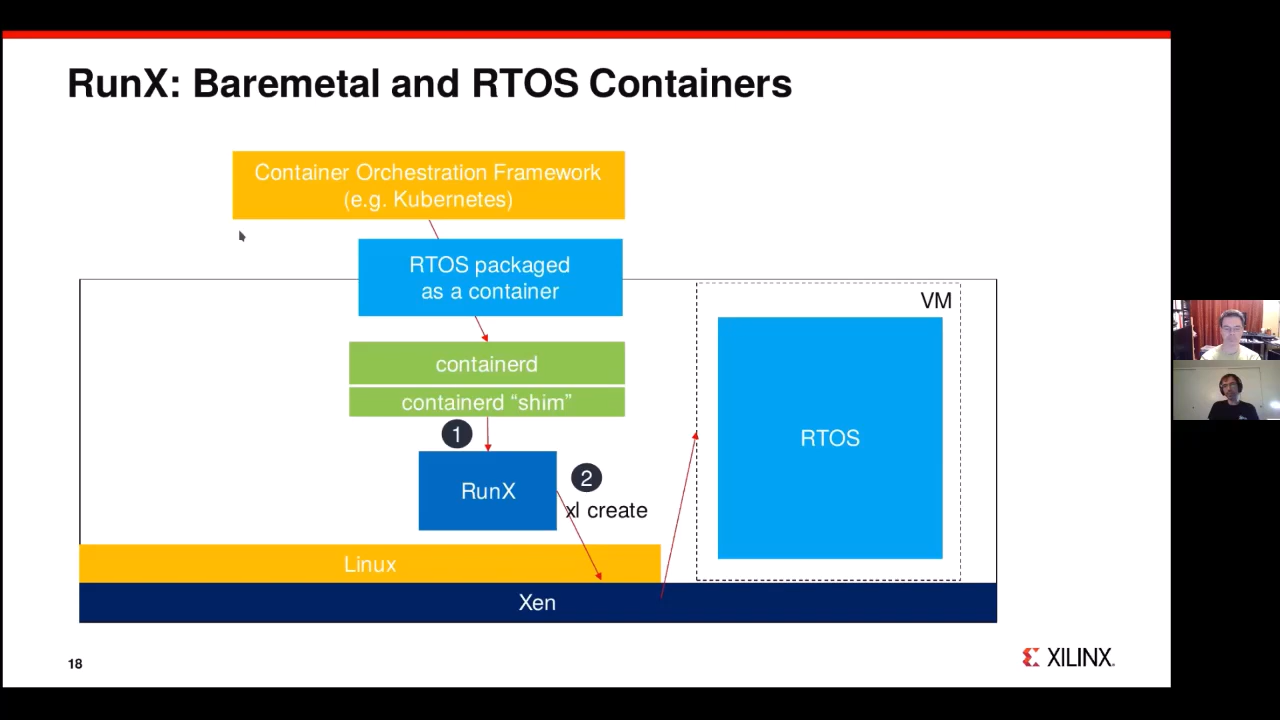 RunX: Baremetal and RTOS Containers
Container Orchestration Framework
(e.g. Kubernetes)
RTOS packaged
as a container
VM
containerd
containerd “shim”
1
RTOS
2
RunX
xl create
Linux
Xen
18
XILINX.